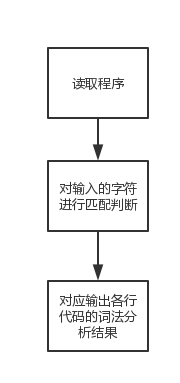 读取程序
对输入的字符
进行匹配判断
对应输出各行
代码的词法分
析结果